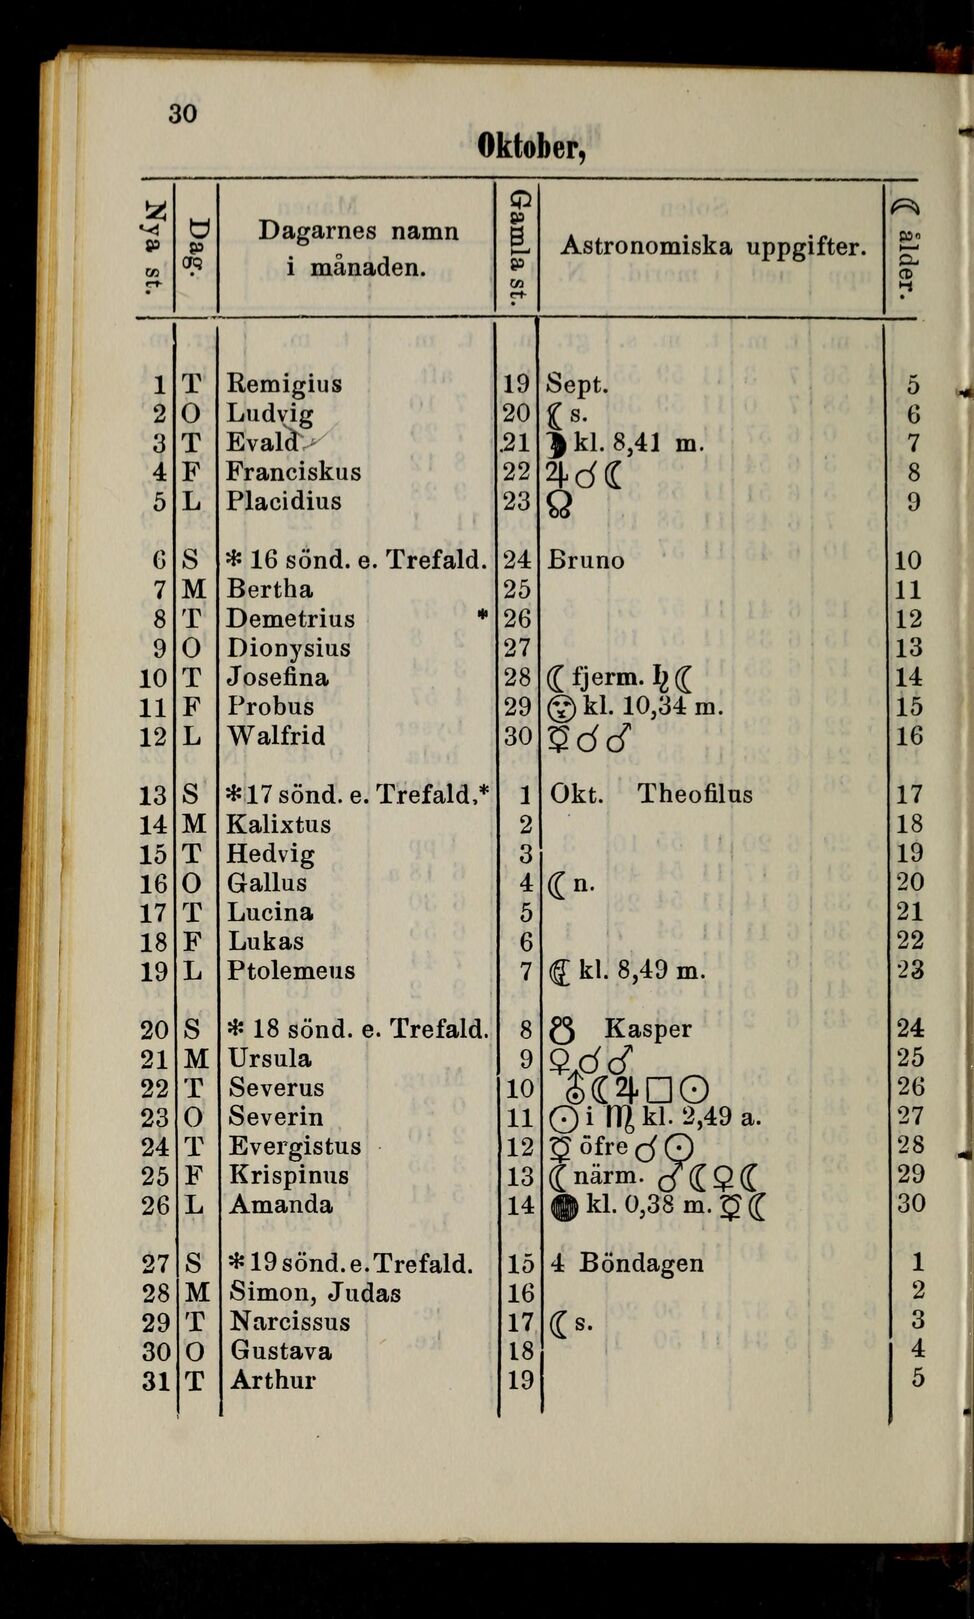 30
Oktober,
Nya st. Dag. Dagarnes namn i månaden. Gamla st. Astronomiska uppgifter. ☾ ålder.
1 T Remigius 19 Sept. 5
2 O Ludvig 20 ☾ s. 6
3 T Evald 21 ☽ kl. 8,41 m. 7
4 F Franciskus 22 ♃☌☾ 8
5 L Placidius 23 ☊ 9
6 S * 16 sönd. e. Trefald. 24 Bruno 10
7 M Bertha 25 11
8 T Demetrius * 26 12
9 O Dionysius 27 13
10 T Josefina 28 ☾ fjerm. ♄☾ 14
11 F Probus 29 🌝 kl. 10,34 m. 15
12 L Walfrid 30 ☿☌♂ 16
13 S * 17 sönd. e. Trefald.* 1 Okt. Theofilus 17
14 M Kalixtus 2 18
15 T Hedvig 3 19
16 O Gallus 4 ☾ n. 20
17 T Lucina 5 21
18 F Lukas 6 22
19 L Ptolemeus 7 ☾ kl. 8,49 m. 23
20 S * 18 sönd. e. Trefald. 8 ☋ Kasper 24
21 M Ursula 9 ♀☌♂ 25
22 T Severus 10 ⛢☾♃□☉ 26
23 O Severin 11 ☉ i ♏ kl. 2,49 a. 27
24 T Evergistus 12 ☿ öfre ☌☉ 28
25 F Krispinus 13 ☾ närm. ♂☾♀☾ 29
26 L Amanda 14 ● kl. 0,38 m. ☿☾ 30
27 S * 19 sönd. e. Trefald. 15 4 Böndagen 1
28 M Simon, Judas 16 2
29 T Narcissus 17 ☾ s. 3
30 O Gustava 18 4
31 T Arthur 19 5